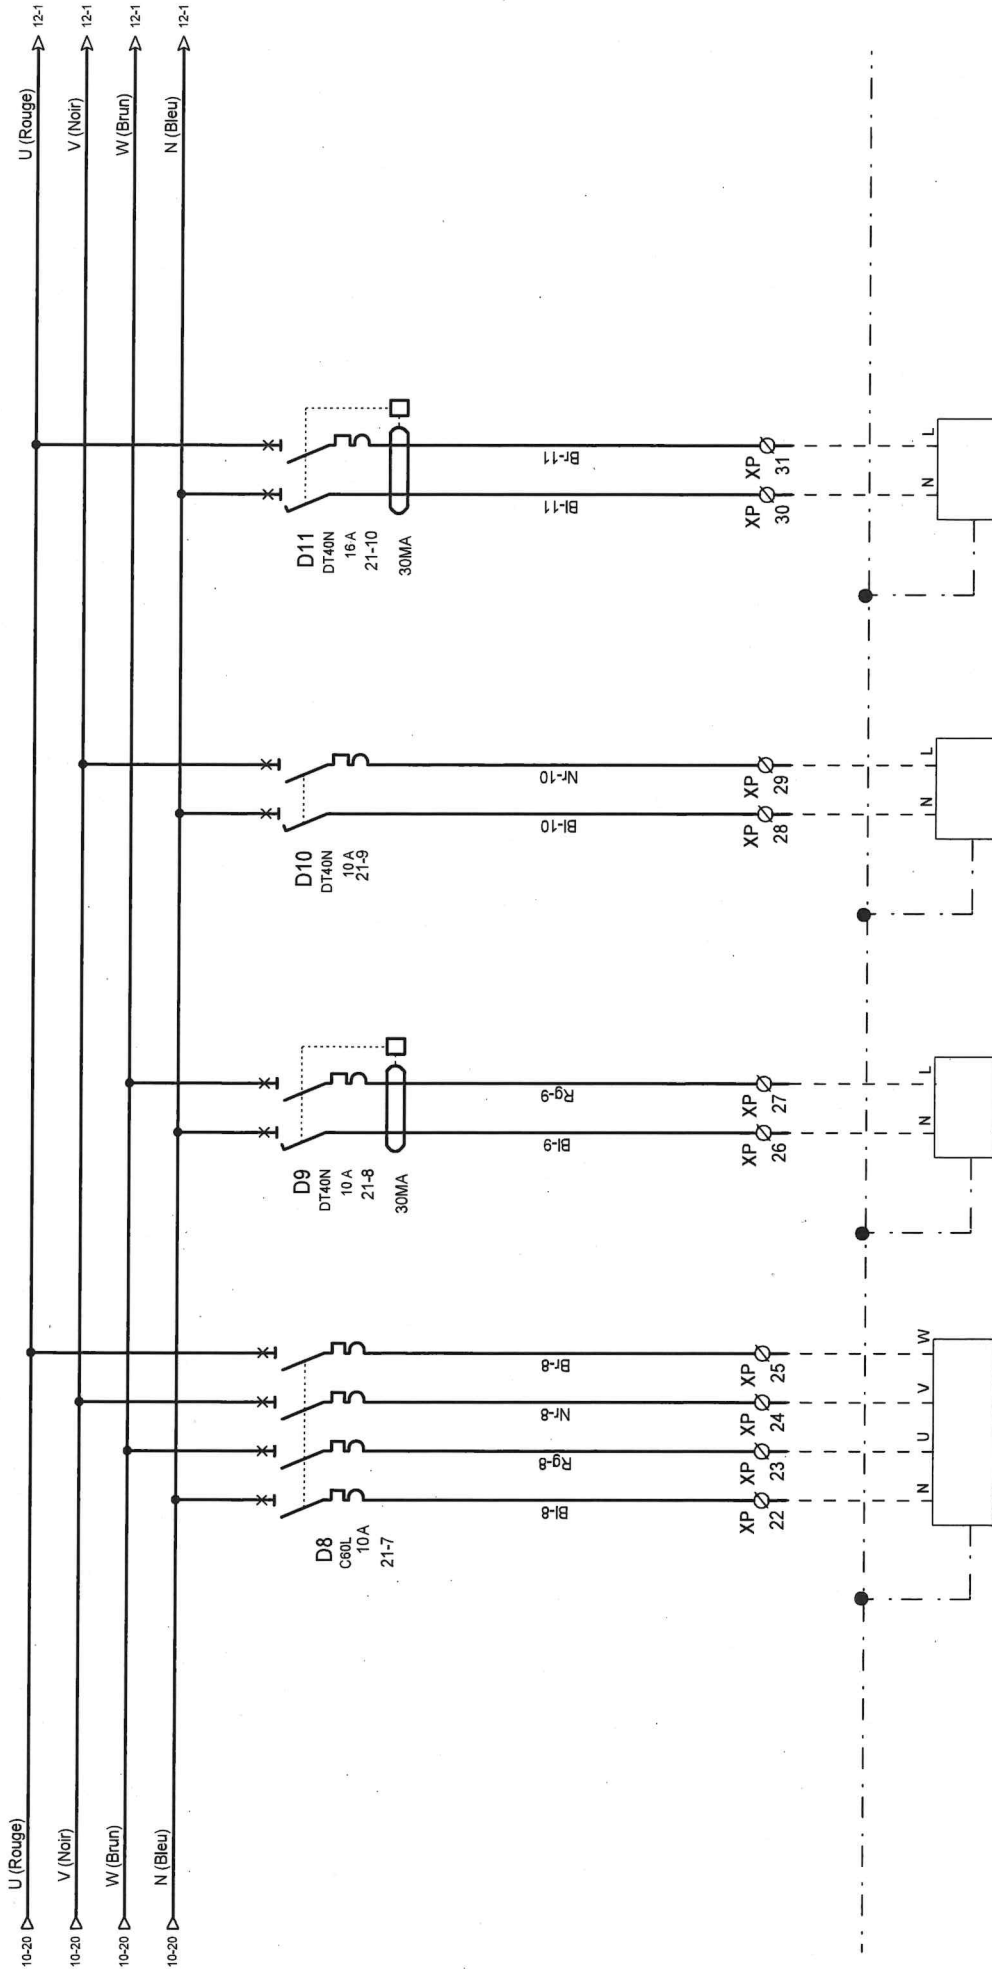 10-20
U (Rouge)
U (Rouge)
12-1
10-20
V (Noir)
V (Noir)
12-1
10-20
W (Brun)
W (Brun)
12-1
10-20
N (Bleu)
N (Bleu)
12-1
D8
C60L
10 A
21-7
Bl-8
Rg-8
Nr-8
Br-8
XP
22
XP
23
XP
24
XP
25
N
U
V
W
D9
DT40N
10 A
21-8
30MA
Bl-9
Rg-9
XP
26
XP
27
N
L
D10
DT40N
10 A
21-9
Bl-10
Nr-10
XP
28
XP
29
N
L
D11
DT40N
16 A
21-10
30MA
Bl-11
Br-11
XP
30
XP
31
N
L